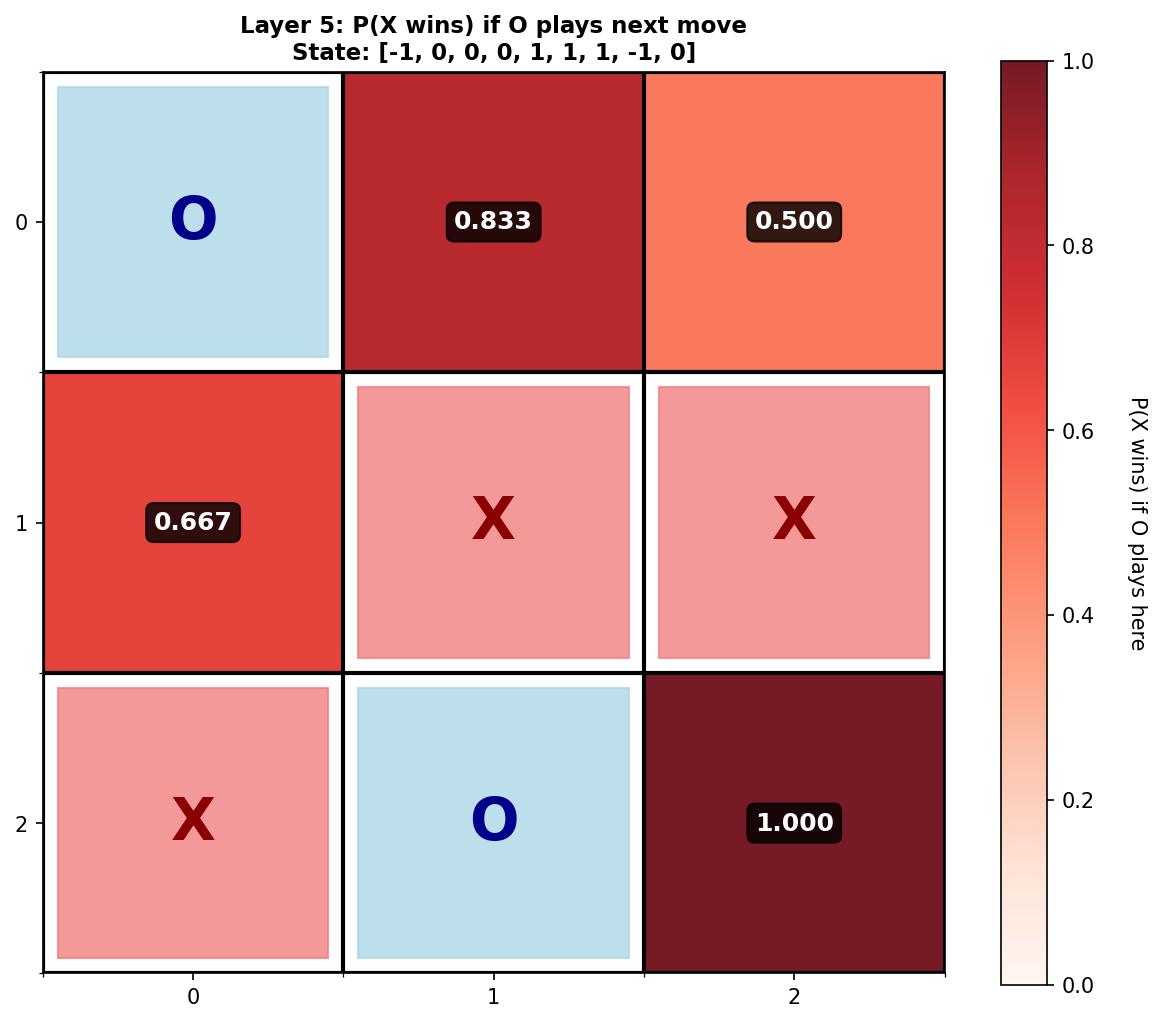 Layer 5: P(X wins) if O plays next move
State: [-1, 0, 0, 0, 1, 1, 1, -1, 0]
0
O
0.833
0.500
1
0.667
X
X
2
X
O
1.000
0
1
2
1.0
0.8
0.6
0.4
0.2
0.0
P(X wins) if O plays here